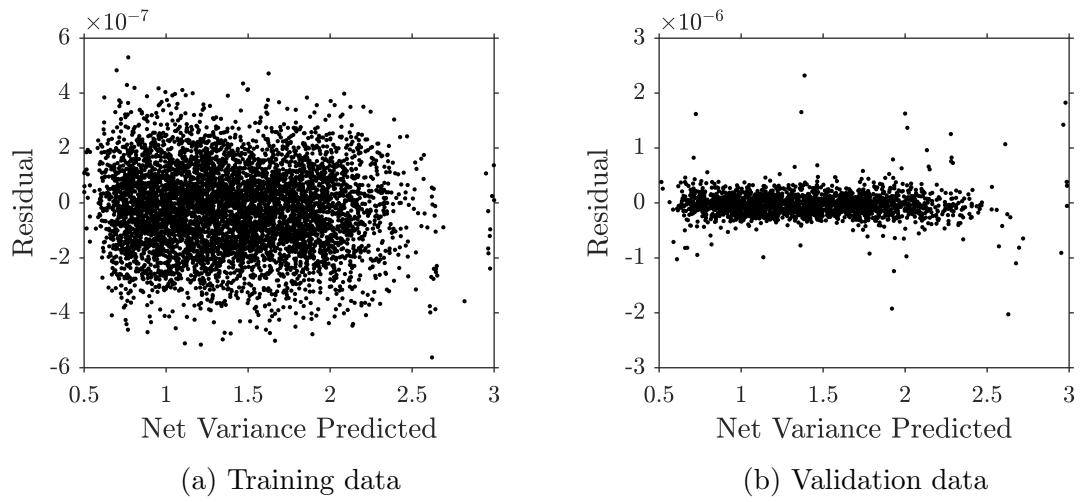 ×10⁻⁷
6
4
2
0
-2
-4
-6
0.5 1 1.5 2 2.5 3
Residual
Net Variance Predicted
(a) Training data
×10⁻⁶
3
2
1
0
-1
-2
-3
0.5 1 1.5 2 2.5 3
Residual
Net Variance Predicted
(b) Validation data